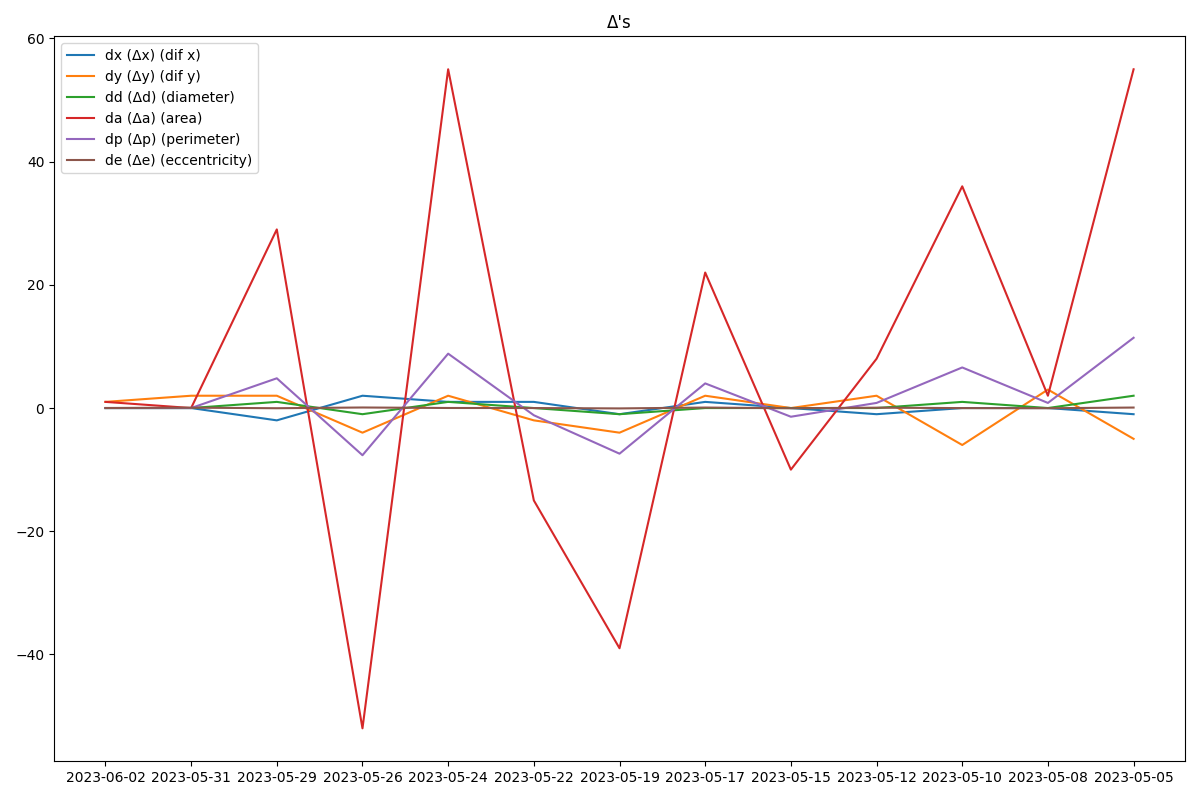 Δ's
60
40
20
0
−20
−40
dx (Δx) (dif x)
dy (Δy) (dif y)
dd (Δd) (diameter)
da (Δa) (area)
dp (Δp) (perimeter)
de (Δe) (eccentricity)
2023-06-02 2023-05-31 2023-05-29 2023-05-26 2023-05-24 2023-05-22 2023-05-19 2023-05-17 2023-05-15 2023-05-12 2023-05-10 2023-05-08 2023-05-05